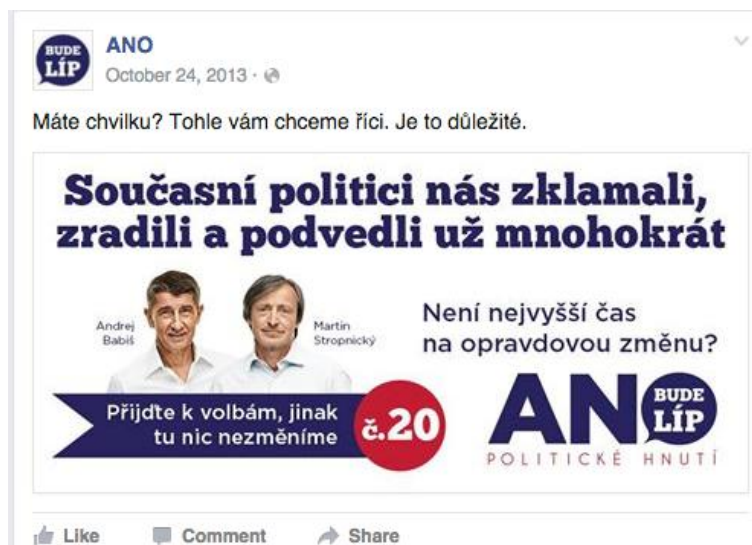 BUDE
LÍP
ANO
October 24, 2013 ·
Máte chvilku? Tohle vám chceme říci. Je to důležité.
Současní politici nás zklamali,
zradili a podvedli už mnohokrát
Andrej
Babiš
Martin
Stropnický
Není nejvyšší čas
na opravdovou změnu?
Přijďte k volbám, jinak
tu nic nezměníme
č.20
ANO
BUDE
LÍP
POLITICKÉ HNUTÍ
Like Comment Share